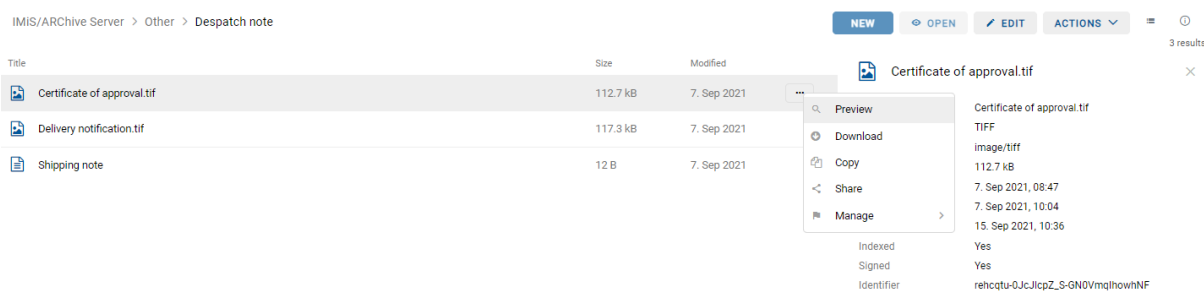 IMiS/ARChive Server > Other > Despatch note
NEW
OPEN
EDIT
ACTIONS
3 results
Title Size Modified
Certificate of approval.tif 112.7 kB 7. Sep 2021 ...
Delivery notification.tif 117.3 kB 7. Sep 2021
Shipping note 12 B 7. Sep 2021
Preview
Download
Copy
Share
Manage >
Certificate of approval.tif
Certificate of approval.tif
TIFF
image/tiff
112.7 kB
7. Sep 2021, 08:47
7. Sep 2021, 10:04
15. Sep 2021, 10:36
Indexed Yes
Signed Yes
Identifier